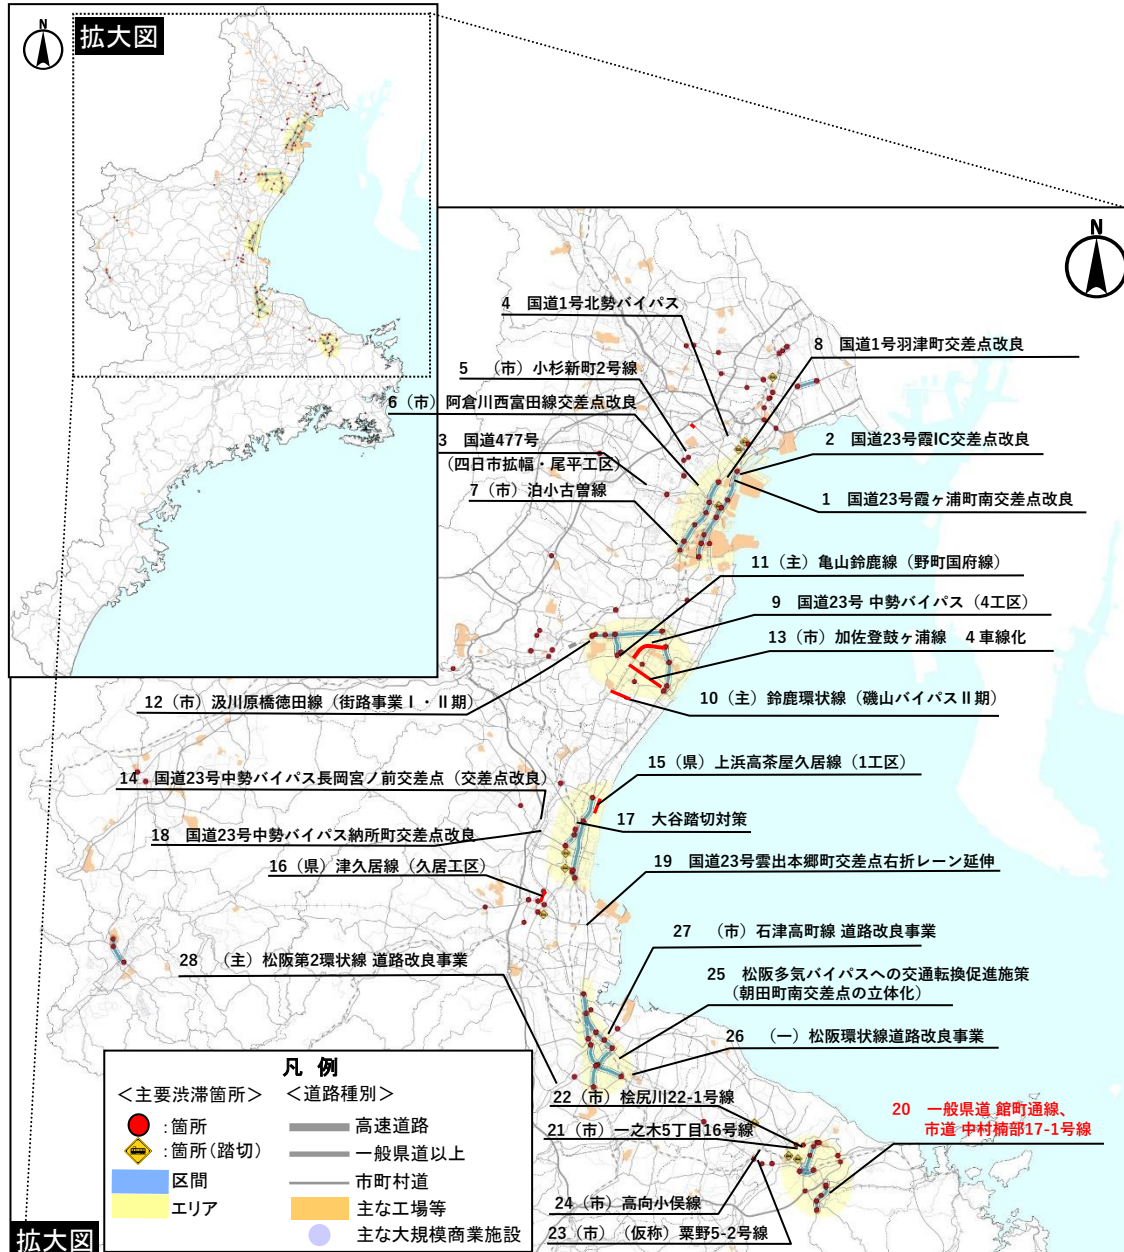 N
拡大図
N
4 国道1号北勢バイパス
8 国道1号羽津町交差点改良
5 （市）小杉新町2号線
6（市）阿倉川西富田線交差点改良
3 国道477号
（四日市拡幅・尾平工区）
2 国道23号霞IC交差点改良
7（市）泊小古曽線
1 国道23号霞ヶ浦町南交差点改良
11（主）亀山鈴鹿線（野町国府線）
9 国道23号 中勢バイパス（4工区）
13（市）加佐登鼓ヶ浦線 4車線化
12（市）汲川原橋徳田線（街路事業Ⅰ・Ⅱ期）
10（主）鈴鹿環状線（磯山バイパスⅡ期）
15（県）上浜高茶屋久居線（1工区）
14 国道23号中勢バイパス長岡宮ノ前交差点（交差点改良）
17 大谷踏切対策
18 国道23号中勢バイパス納所町交差点改良
19 国道23号雲出本郷町交差点右折レーン延伸
16（県）津久居線（久居工区）
27 （市）石津高町線 道路改良事業
28 （主）松阪第2環状線 道路改良事業
25 松阪多気バイパスへの交通転換促進施策
（朝田町南交差点の立体化）
26 （一）松阪環状線道路改良事業
22（市）桧尻川22-1号線
20 一般県道 館町通線、
市道 中村楠部17-1号線
21（市）一之木5丁目16号線
24（市）高向小俣線
23（市）（仮称）粟野5-2号線
凡 例
＜主要渋滞箇所＞ ＜道路種別＞
：箇所 高速道路
：箇所（踏切） 一般県道以上
区間 市町村道
エリア 主な工場等
主な大規模商業施設
拡大図